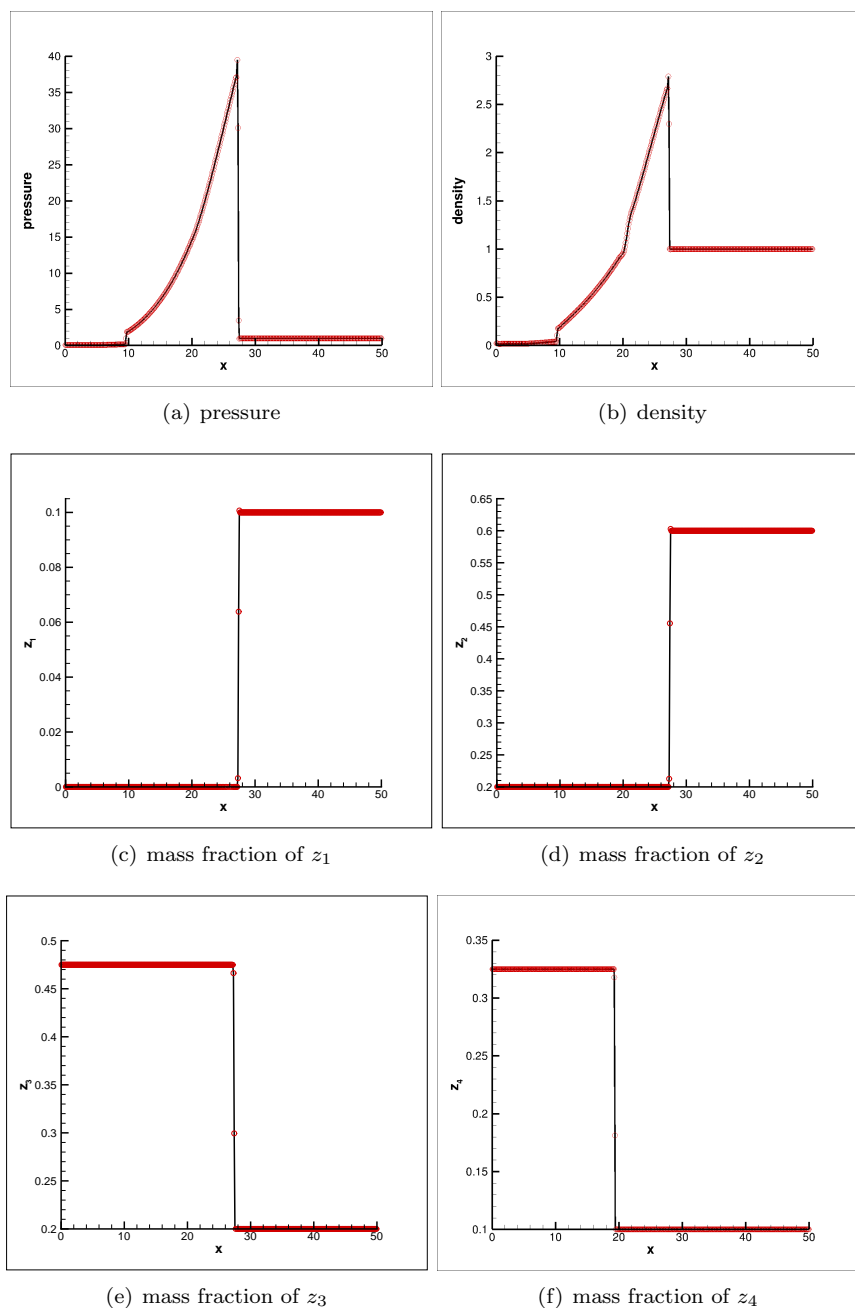 pressure
40
35
30
25
20
15
10
5
0
0 10 20 30 40 50
x
(a) pressure
density
3
2.5
2
1.5
1
0.5
0
0 10 20 30 40 50
x
(b) density
z1
0.1
0.08
0.06
0.04
0.02
0
0 10 20 30 40 50
x
(c) mass fraction of z1
z2
0.65
0.6
0.55
0.5
0.45
0.4
0.35
0.3
0.25
0.2
0 10 20 30 40 50
x
(d) mass fraction of z2
z3
0.5
0.45
0.4
0.35
0.3
0.25
0.2
0 10 20 30 40 50
x
(e) mass fraction of z3
z4
0.35
0.3
0.25
0.2
0.15
0.1
0 10 20 30 40 50
x
(f) mass fraction of z4